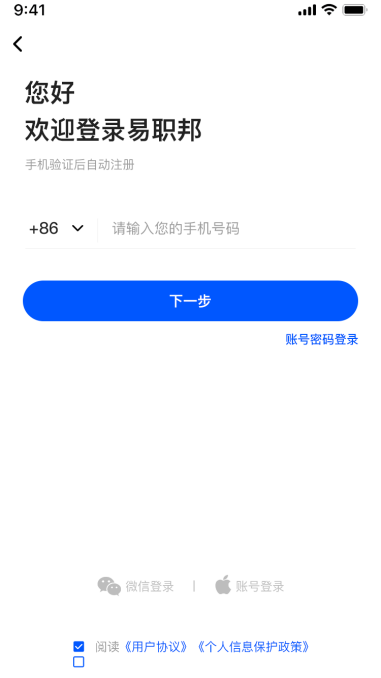 9:41
您好
欢迎登录易职邦
手机验证后自动注册
+86 请输入您的手机号码
下一步
账号密码登录
微信登录 | 账号登录
阅读《用户协议》《个人信息保护政策》